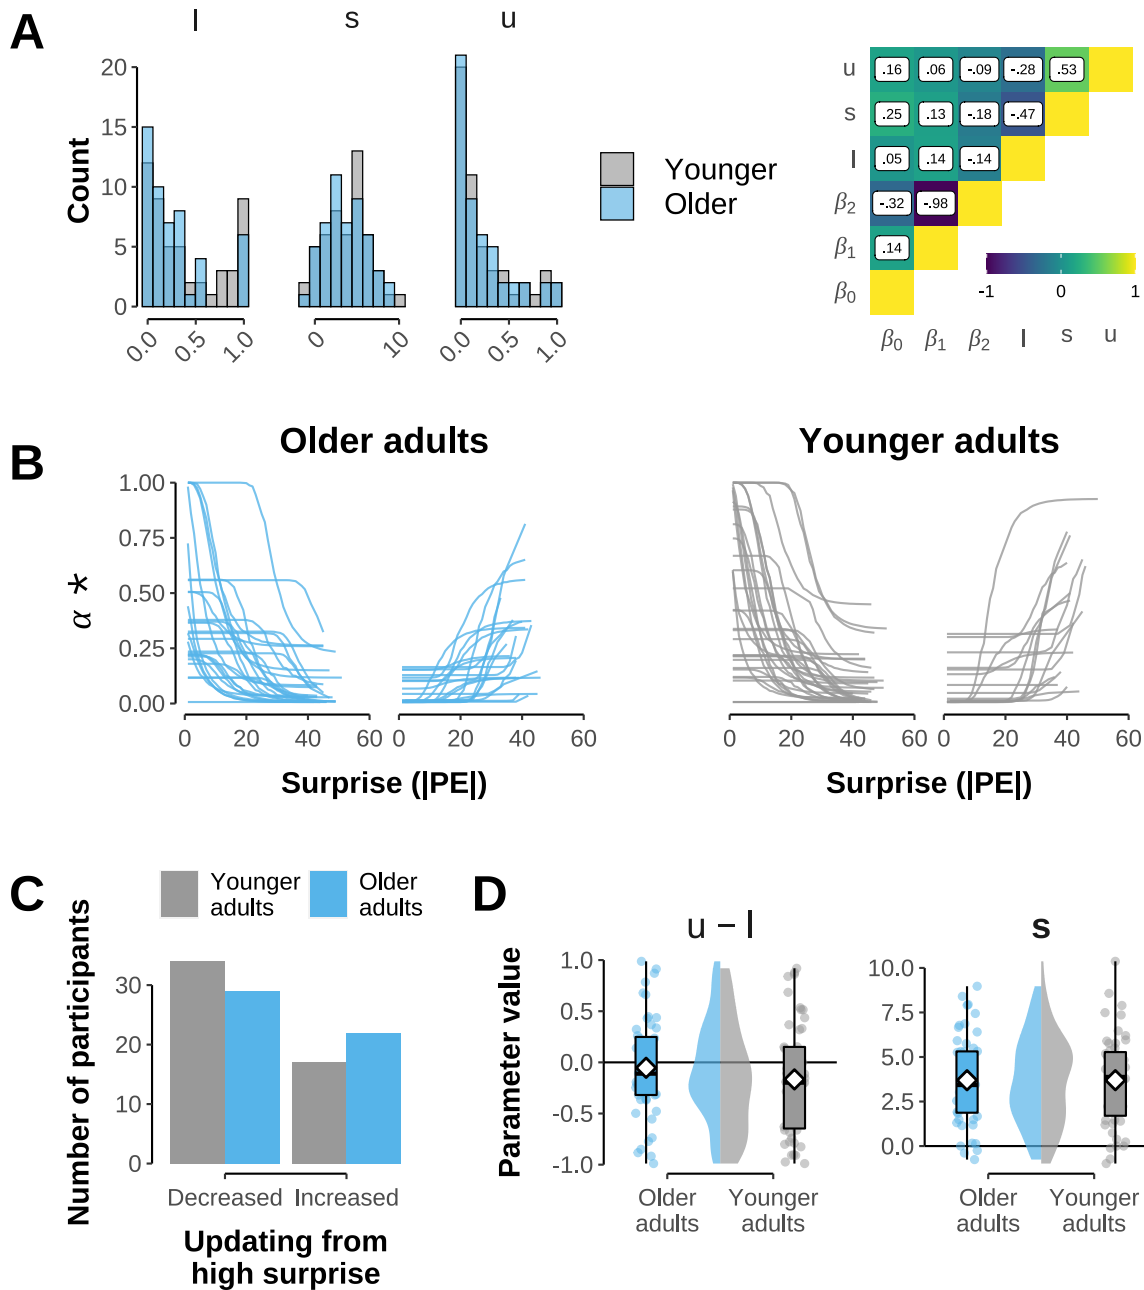 A
l
s
u
Count
20
15
10
5
0
0.0
0.5
1.0
0
10
0.0
0.5
1.0
Younger
Older
u
.16
.06
-.09
-.28
.53
s
.25
.13
-.18
-.47
l
.05
.14
-.14
β2
-.32
-.98
β1
.14
β0
-1
0
1
β0
β1
β2
l
s
u
B
Older adults
Younger adults
α *
1.00
0.75
0.50
0.25
0.00
0
20
40
60
0
20
40
60
0
20
40
60
0
20
40
60
Surprise (|PE|)
Surprise (|PE|)
C
Younger
adults
Older
adults
Number of participants
30
20
10
0
Decreased
Increased
Updating from
high surprise
D
u – l
s
Parameter value
1.0
0.5
0.0
-0.5
-1.0
10.0
7.5
5.0
2.5
0.0
Older
adults
Younger
adults
Older
adults
Younger
adults